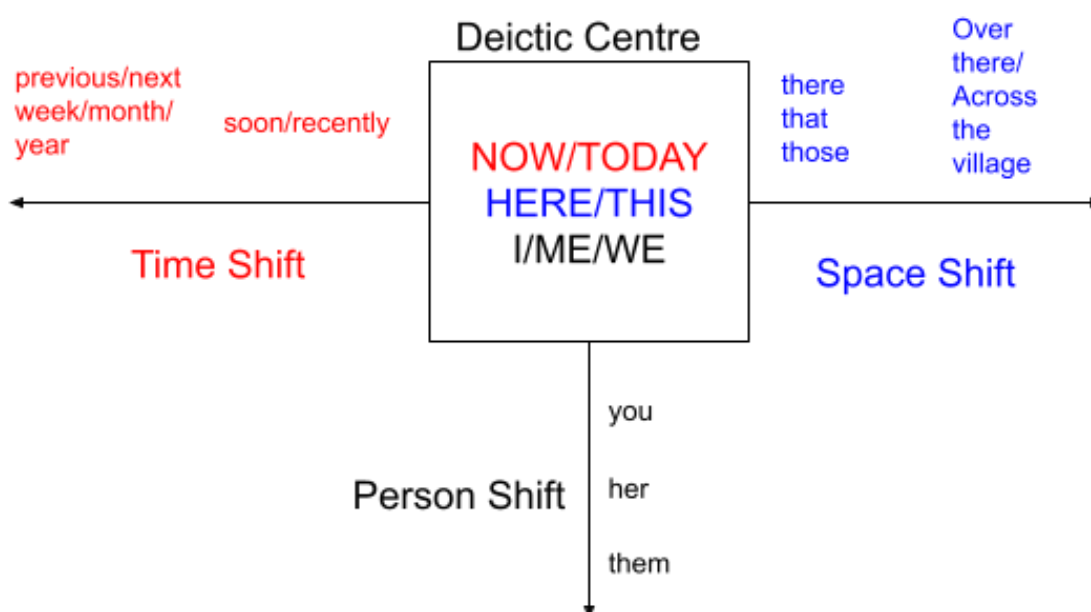 Deictic Centre
previous/next
week/month/
year
soon/recently
NOW/TODAY
HERE/THIS
I/ME/WE
there
that
those
Over
there/
Across
the
village
Time Shift
Space Shift
Person Shift
you
her
them